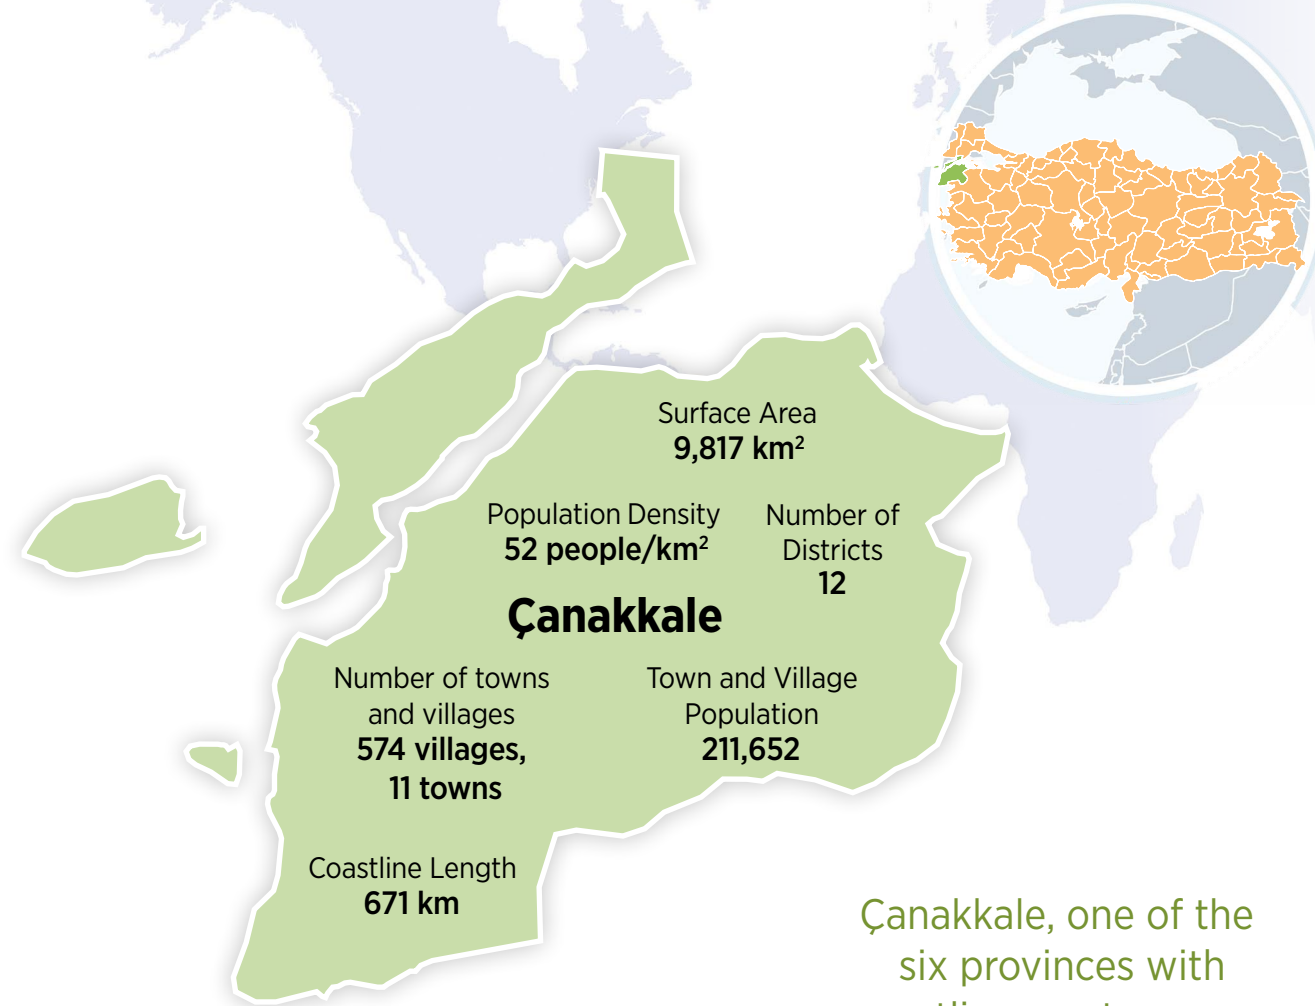 Surface Area
9,817 km²
Population Density
52 people/km²
Number of
Districts
12
Çanakkale
Number of towns
and villages
574 villages,
11 towns
Town and Village
Population
211,652
Coastline Length
671 km
Çanakkale, one of the
six provinces with